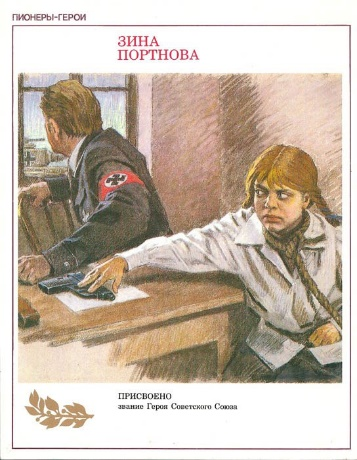 ПИОНЕРЫ-ГЕРОИ
ЗИНА
ПОРТНОВА
ПРИСВОЕНО
звание Героя Советского Союза